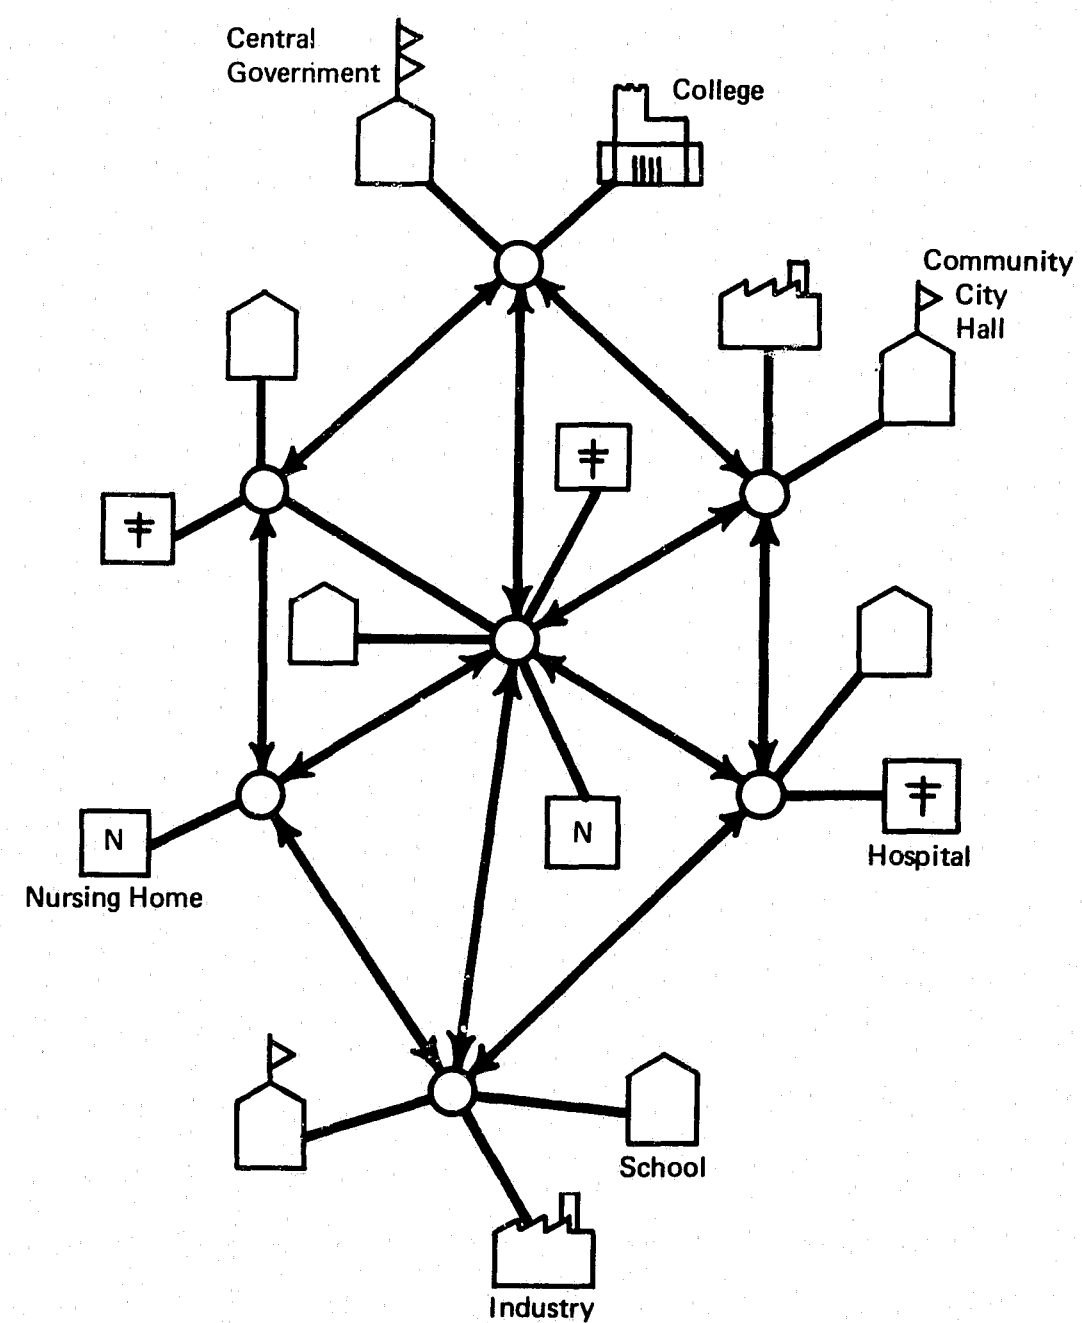 Central
Government
College
Community
City
Hall
N
N
Nursing Home
Hospital
School
Industry